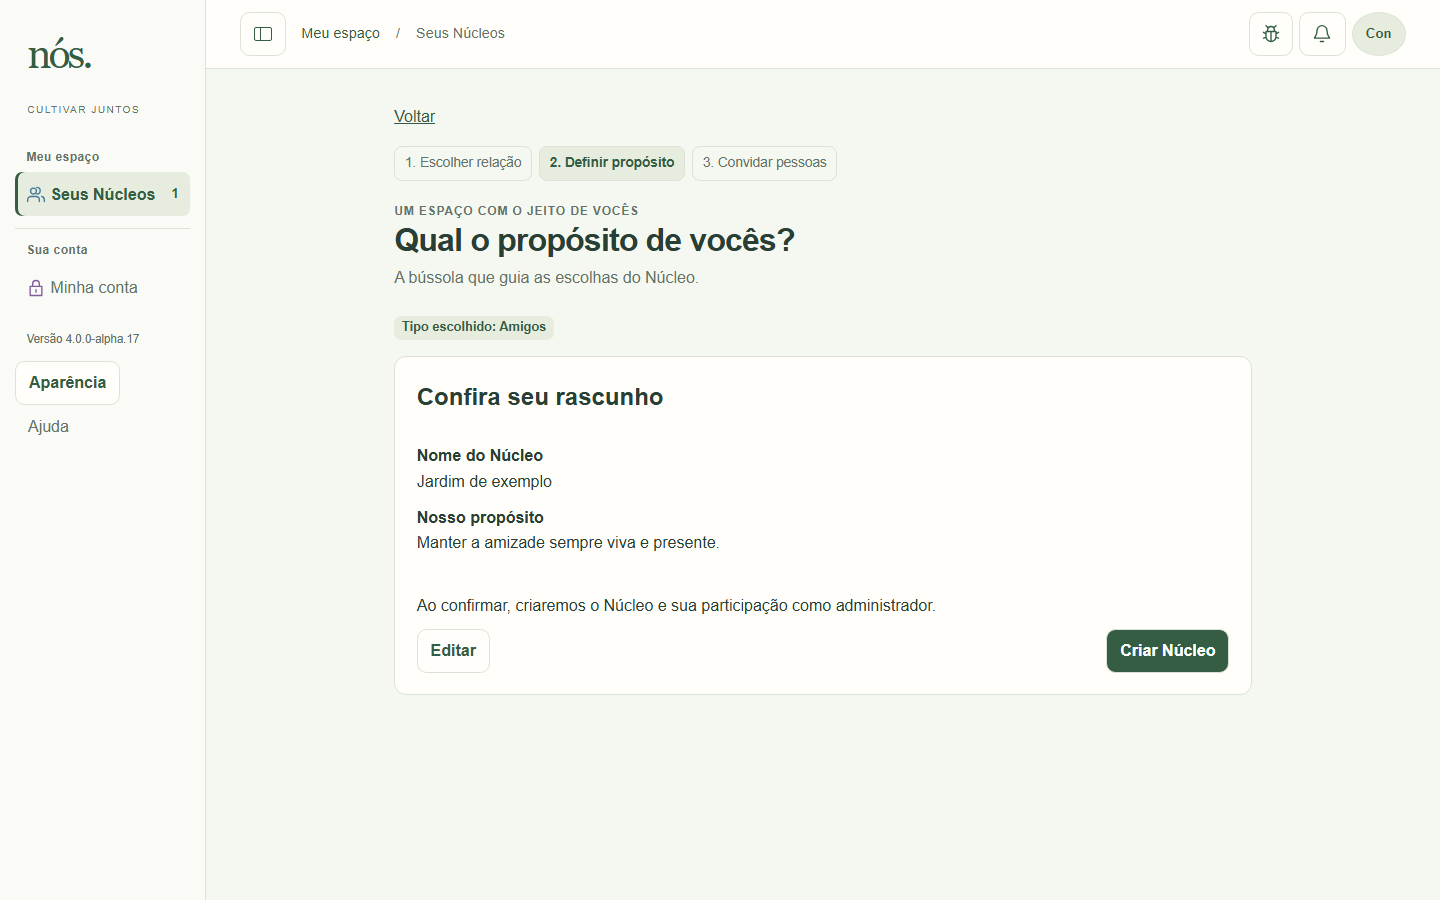 nós.
CULTIVAR JUNTOS
Meu espaço
Seus Núcleos 1
Sua conta
Minha conta
Versão 4.0.0-alpha.17
Aparência
Ajuda
Meu espaço / Seus Núcleos
Con
Voltar
1. Escolher relação
2. Definir propósito
3. Convidar pessoas
UM ESPAÇO COM O JEITO DE VOCÊS
Qual o propósito de vocês?
A bússola que guia as escolhas do Núcleo.
Tipo escolhido: Amigos
Confira seu rascunho
Nome do Núcleo
Jardim de exemplo
Nosso propósito
Manter a amizade sempre viva e presente.
Ao confirmar, criaremos o Núcleo e sua participação como administrador.
Editar
Criar Núcleo